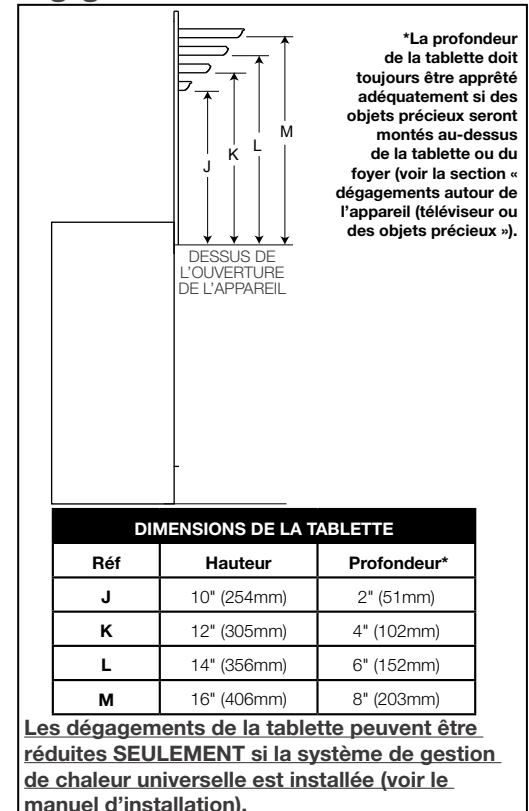 *La profondeur
de la tablette doit
toujours être apprêté
adéquatement si des
objets précieux seront
montés au-dessus
de la tablette ou du
foyer (voir la section «
dégagements autour de
l'appareil (téléviseur ou
des objets précieux »).
M
L
K
J
DESSUS DE
L'OUVERTURE
DE L'APPAREIL
DIMENSIONS DE LA TABLETTE
Réf Hauteur Profondeur*
J 10" (254mm) 2" (51mm)
K 12" (305mm) 4" (102mm)
L 14" (356mm) 6" (152mm)
M 16" (406mm) 8" (203mm)
Les dégagements de la tablette peuvent être
réduites SEULEMENT si la système de gestion
de chaleur universelle est installée (voir le
manuel d'installation).